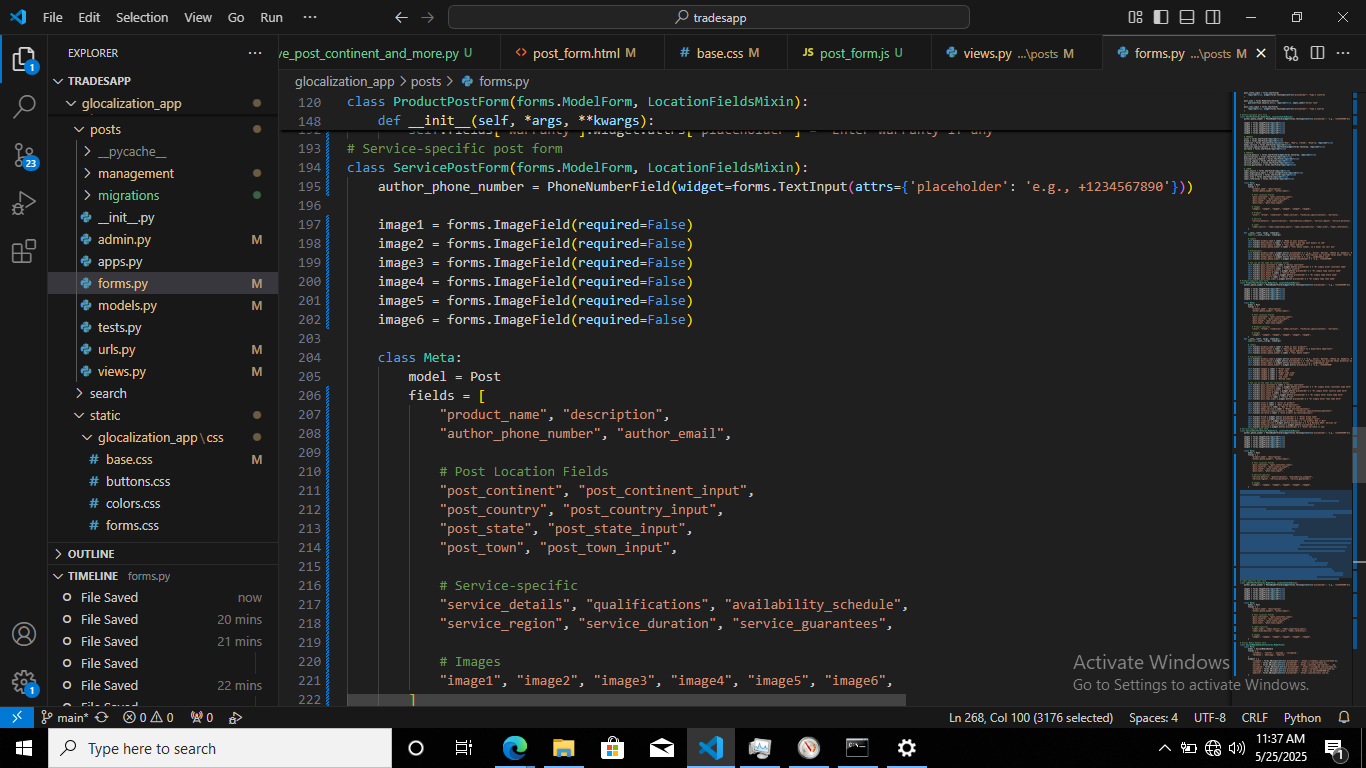 File Edit Selection View Go Run ··· tradesapp
EXPLORER ···
ve_post_continent_and_more.py U post_form.html M base.css M post_form.js U views.py ...\posts M forms.py ...\posts M
TRADESAPP
glocalization_app
posts
__pycache__
management
migrations
__init__.py
admin.py M
apps.py
forms.py M
models.py M
tests.py
urls.py M
views.py M
search
static
glocalization_app\css
base.css M
buttons.css
colors.css
forms.css
OUTLINE
TIMELINE forms.py
File Saved now
File Saved 20 mins
File Saved 21 mins
File Saved
File Saved 22 mins
1
23
1
glocalization_app > posts > forms.py
120 class ProductPostForm(forms.ModelForm, LocationFieldsMixin):
148 def __init__(self, *args, **kwargs):
193 # Service-specific post form
194 class ServicePostForm(forms.ModelForm, LocationFieldsMixin):
195 author_phone_number = PhoneNumberField(widget=forms.TextInput(attrs={'placeholder': 'e.g., +1234567890'}))
196
197 image1 = forms.ImageField(required=False)
198 image2 = forms.ImageField(required=False)
199 image3 = forms.ImageField(required=False)
200 image4 = forms.ImageField(required=False)
201 image5 = forms.ImageField(required=False)
202 image6 = forms.ImageField(required=False)
203
204 class Meta:
205 model = Post
206 fields = [
207 "product_name", "description",
208 "author_phone_number", "author_email",
209
210 # Post Location Fields
211 "post_continent", "post_continent_input",
212 "post_country", "post_country_input",
213 "post_state", "post_state_input",
214 "post_town", "post_town_input",
215
216 # Service-specific
217 "service_details", "qualifications", "availability_schedule",
218 "service_region", "service_duration", "service_guarantees",
219
220 # Images
221 "image1", "image2", "image3", "image4", "image5", "image6",
222 ]
Activate Windows
Go to Settings to activate Windows.
main* 0 0 0 Ln 268, Col 100 (3176 selected) Spaces: 4 UTF-8 CRLF Python
Type here to search
11:37 AM
5/25/2025
1